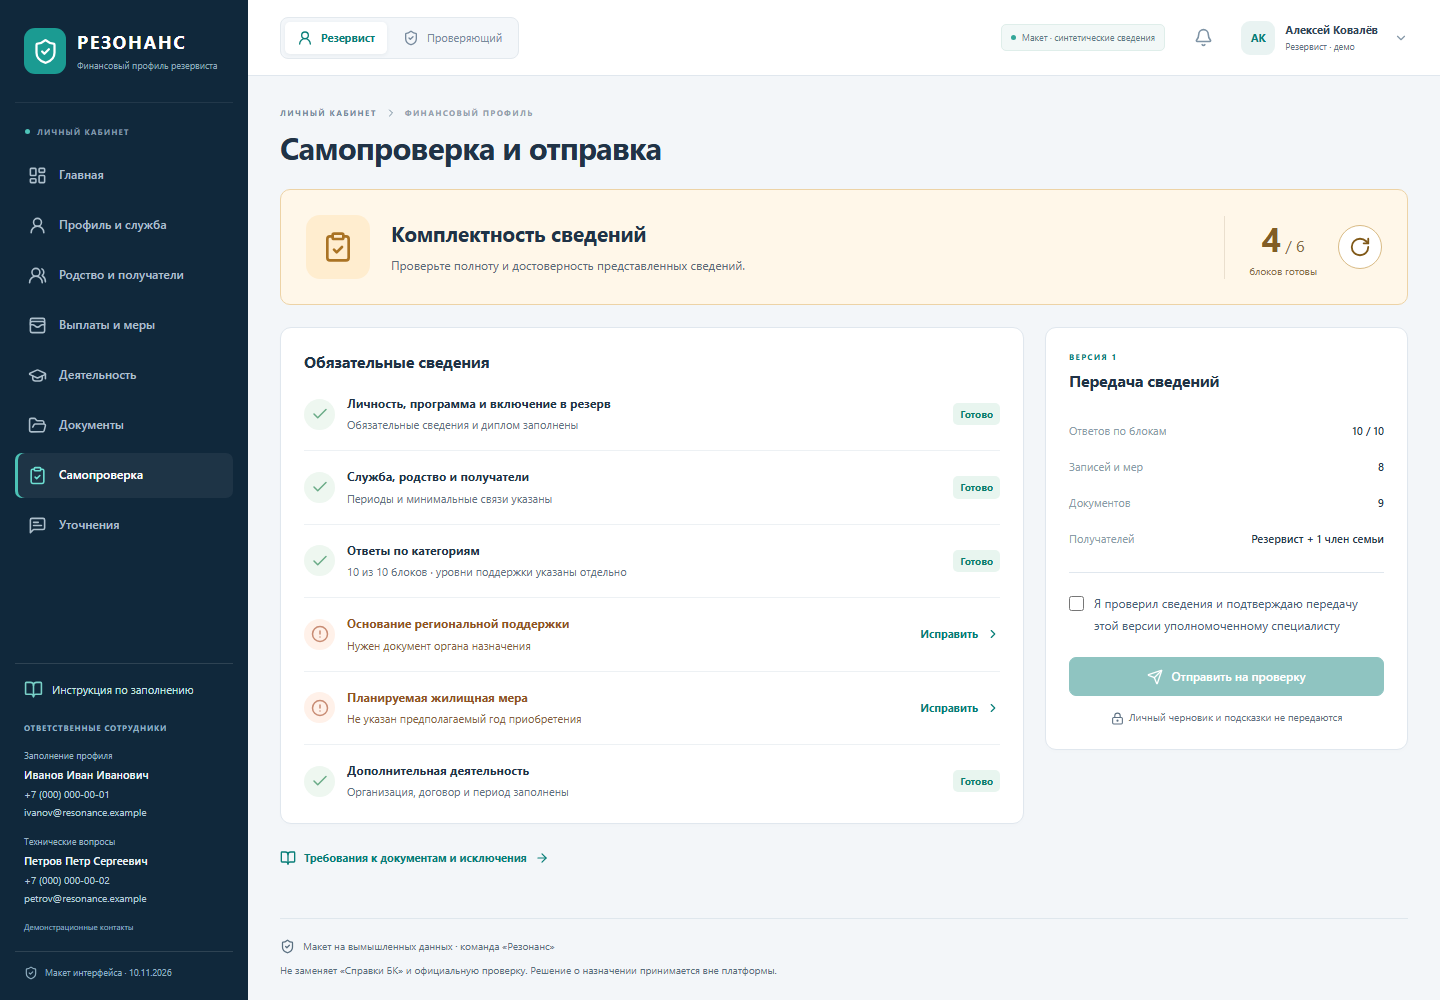 РЕЗОНАНС
Финансовый профиль резервиста
ЛИЧНЫЙ КАБИНЕТ
Главная
Профиль и служба
Родство и получатели
Выплаты и меры
Деятельность
Документы
Самопроверка
Уточнения
Инструкция по заполнению
ОТВЕТСТВЕННЫЕ СОТРУДНИКИ
Заполнение профиля
Иванов Иван Иванович
+7 (000) 000-00-01
ivanov@resonance.example
Технические вопросы
Петров Петр Сергеевич
+7 (000) 000-00-02
petrov@resonance.example
Демонстрационные контакты
Макет интерфейса · 10.11.2026
Резервист
Проверяющий
Макет · синтетические сведения
АК
Алексей Ковалёв
Резервист · демо
ЛИЧНЫЙ КАБИНЕТ > ФИНАНСОВЫЙ ПРОФИЛЬ
Самопроверка и отправка
Комплектность сведений
Проверьте полноту и достоверность представленных сведений.
4 / 6
блоков готовы
Обязательные сведения
Личность, программа и включение в резерв
Обязательные сведения и диплом заполнены
Готово
Служба, родство и получатели
Периоды и минимальные связи указаны
Готово
Ответы по категориям
10 из 10 блоков · уровни поддержки указаны отдельно
Готово
Основание региональной поддержки
Нужен документ органа назначения
Исправить
Планируемая жилищная мера
Не указан предполагаемый год приобретения
Исправить
Дополнительная деятельность
Организация, договор и период заполнены
Готово
ВЕРСИЯ 1
Передача сведений
Ответов по блокам 10 / 10
Записей и мер 8
Документов 9
Получателей Резервист + 1 член семьи
Я проверил сведения и подтверждаю передачу
этой версии уполномоченному специалисту
Отправить на проверку
Личный черновик и подсказки не передаются
Требования к документам и исключения
Макет на вымышленных данных · команда «Резонанс»
Не заменяет «Справки БК» и официальную проверку. Решение о назначении принимается вне платформы.